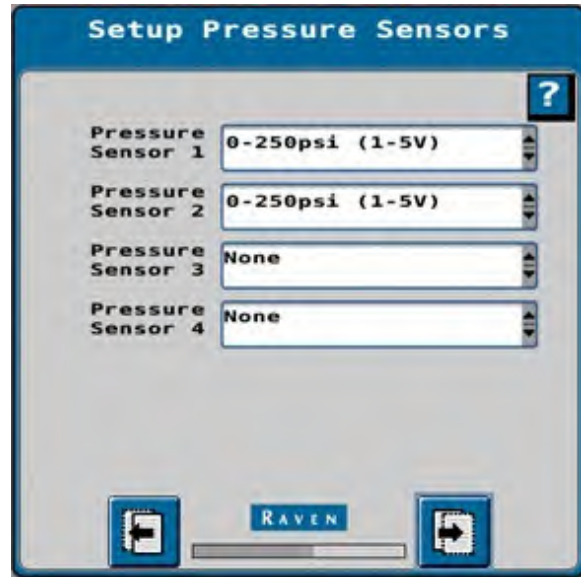 Setup Pressure Sensors
?
Pressure
Sensor 1
0-250psi (1-5V)
Pressure
Sensor 2
0-250psi (1-5V)
Pressure
Sensor 3
None
Pressure
Sensor 4
None
RAVEN